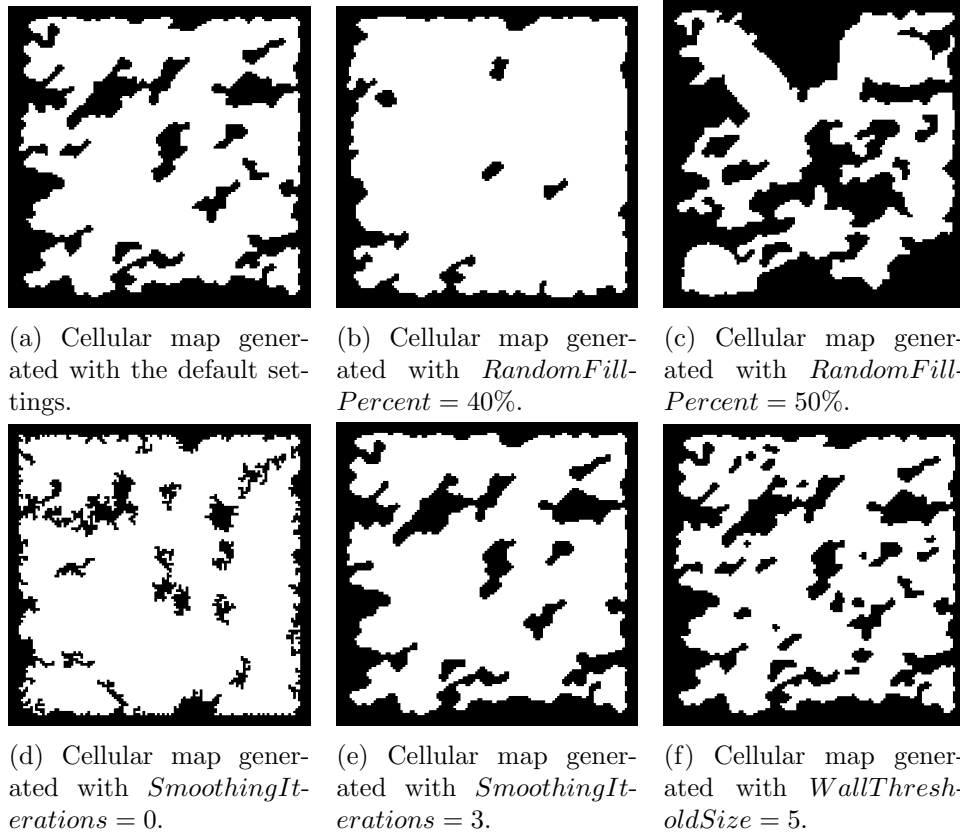 (a) Cellular map gener-
ated with the default set-
tings.
(b) Cellular map gener-
ated with RandomFill-
Percent = 40%.
(c) Cellular map gener-
ated with RandomFill-
Percent = 50%.
(d) Cellular map gener-
ated with SmoothingIt-
erations = 0.
(e) Cellular map gener-
ated with SmoothingIt-
erations = 3.
(f) Cellular map gener-
ated with WallThresh-
oldSize = 5.